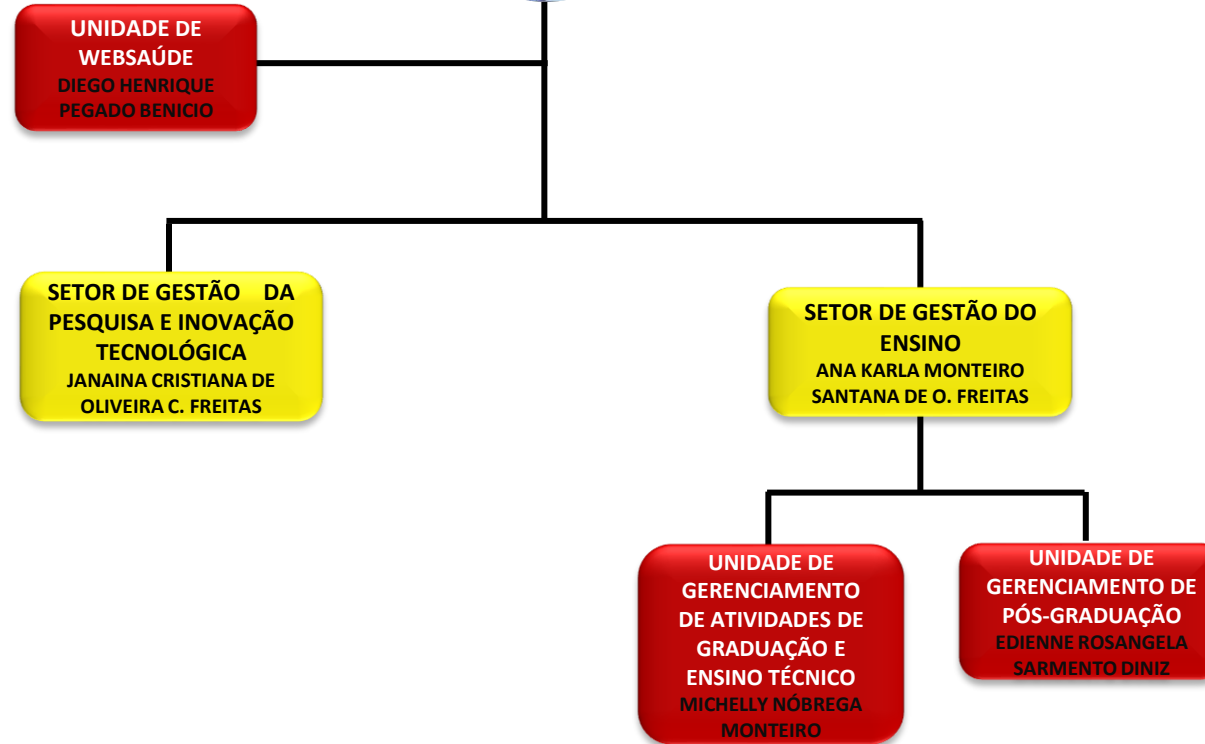 UNIDADE DE
WEBSAÚDE
DIEGO HENRIQUE
PEGADO BENICIO
SETOR DE GESTÃO DA
PESQUISA E INOVAÇÃO
TECNOLÓGICA
JANAINA CRISTIANA DE
OLIVEIRA C. FREITAS
SETOR DE GESTÃO DO
ENSINO
ANA KARLA MONTEIRO
SANTANA DE O. FREITAS
UNIDADE DE
GERENCIAMENTO
DE ATIVIDADES DE
GRADUAÇÃO E
ENSINO TÉCNICO
MICHELLY NÓBREGA
MONTEIRO
UNIDADE DE
GERENCIAMENTO DE
PÓS-GRADUAÇÃO
EDIENNE ROSANGELA
SARMENTO DINIZ